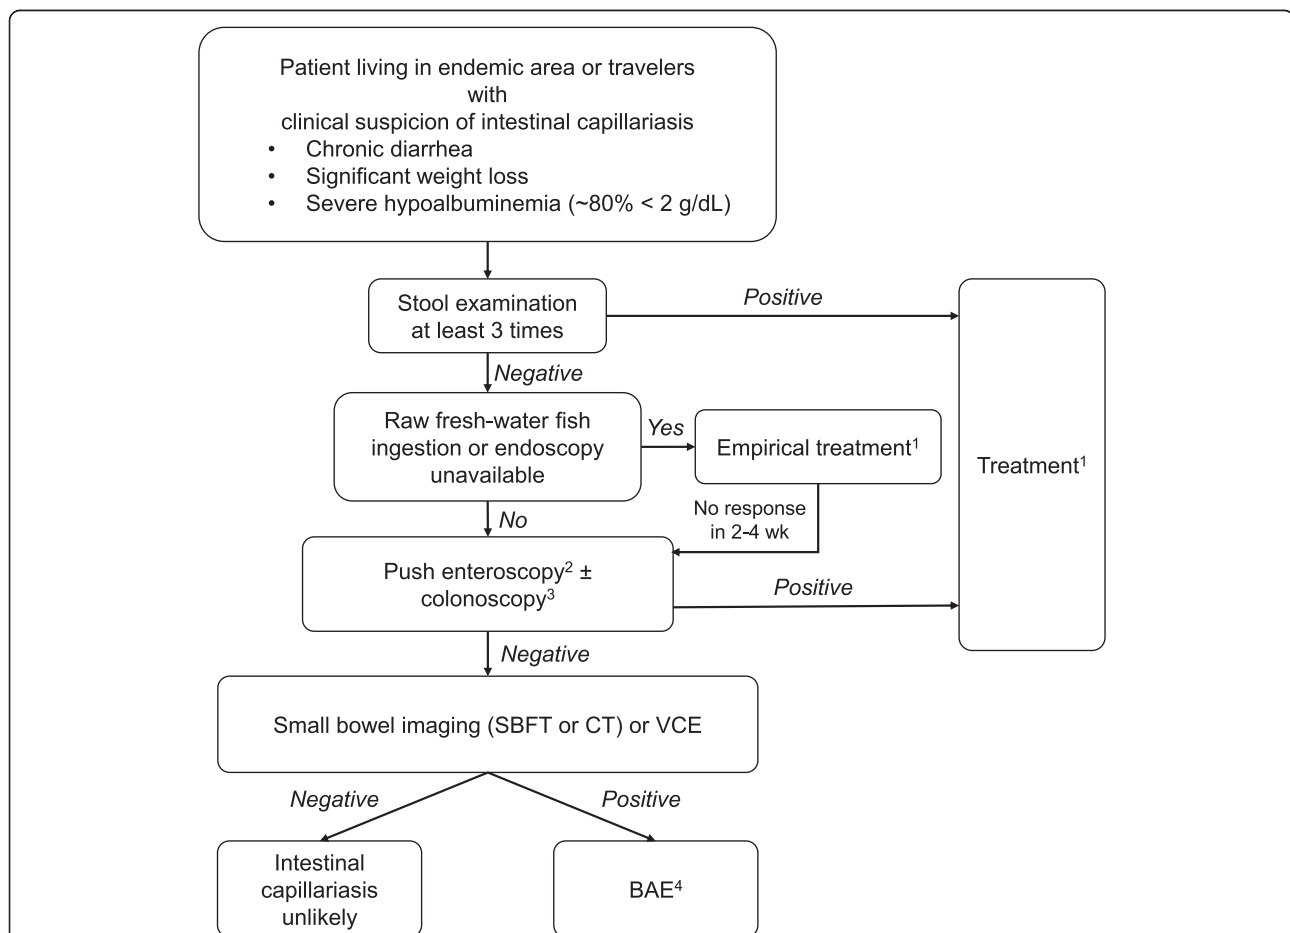 Patient living in endemic area or travelers
with
clinical suspicion of intestinal capillariasis
• Chronic diarrhea
• Significant weight loss
• Severe hypoalbuminemia (~80% < 2 g/dL)
Stool examination
at least 3 times
Positive
Negative
Raw fresh-water fish
ingestion or endoscopy
unavailable
Yes
Empirical treatment¹
Treatment¹
No response
in 2-4 wk
No
Push enteroscopy² ±
colonoscopy³
Positive
Negative
Small bowel imaging (SBFT or CT) or VCE
Negative
Positive
Intestinal
capillariasis
unlikely
BAE⁴